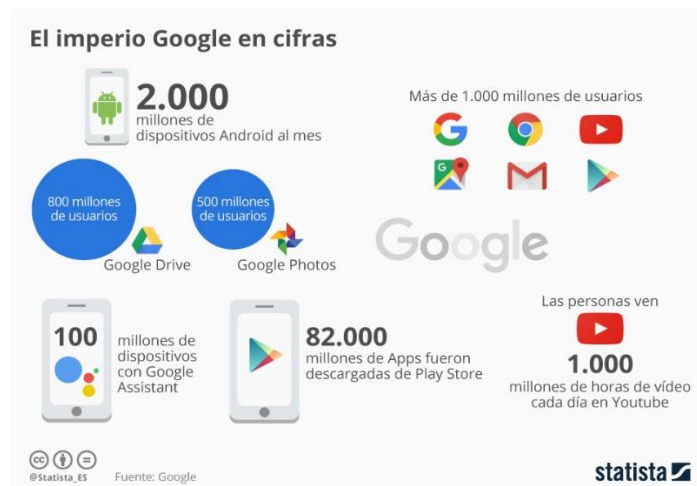 El imperio Google en cifras
2.000
millones de
dispositivos Android al mes
Más de 1.000 millones de usuarios
G
G
800 millones
de usuarios
Google Drive
500 millones
de usuarios
Google Photos
Google
100
millones de
dispositivos
con Google
Assistant
82.000
millones de Apps fueron
descargadas de Play Store
Las personas ven
1.000
millones de horas de vídeo
cada día en Youtube
cc
@Statista_ES
Fuente: Google
statista